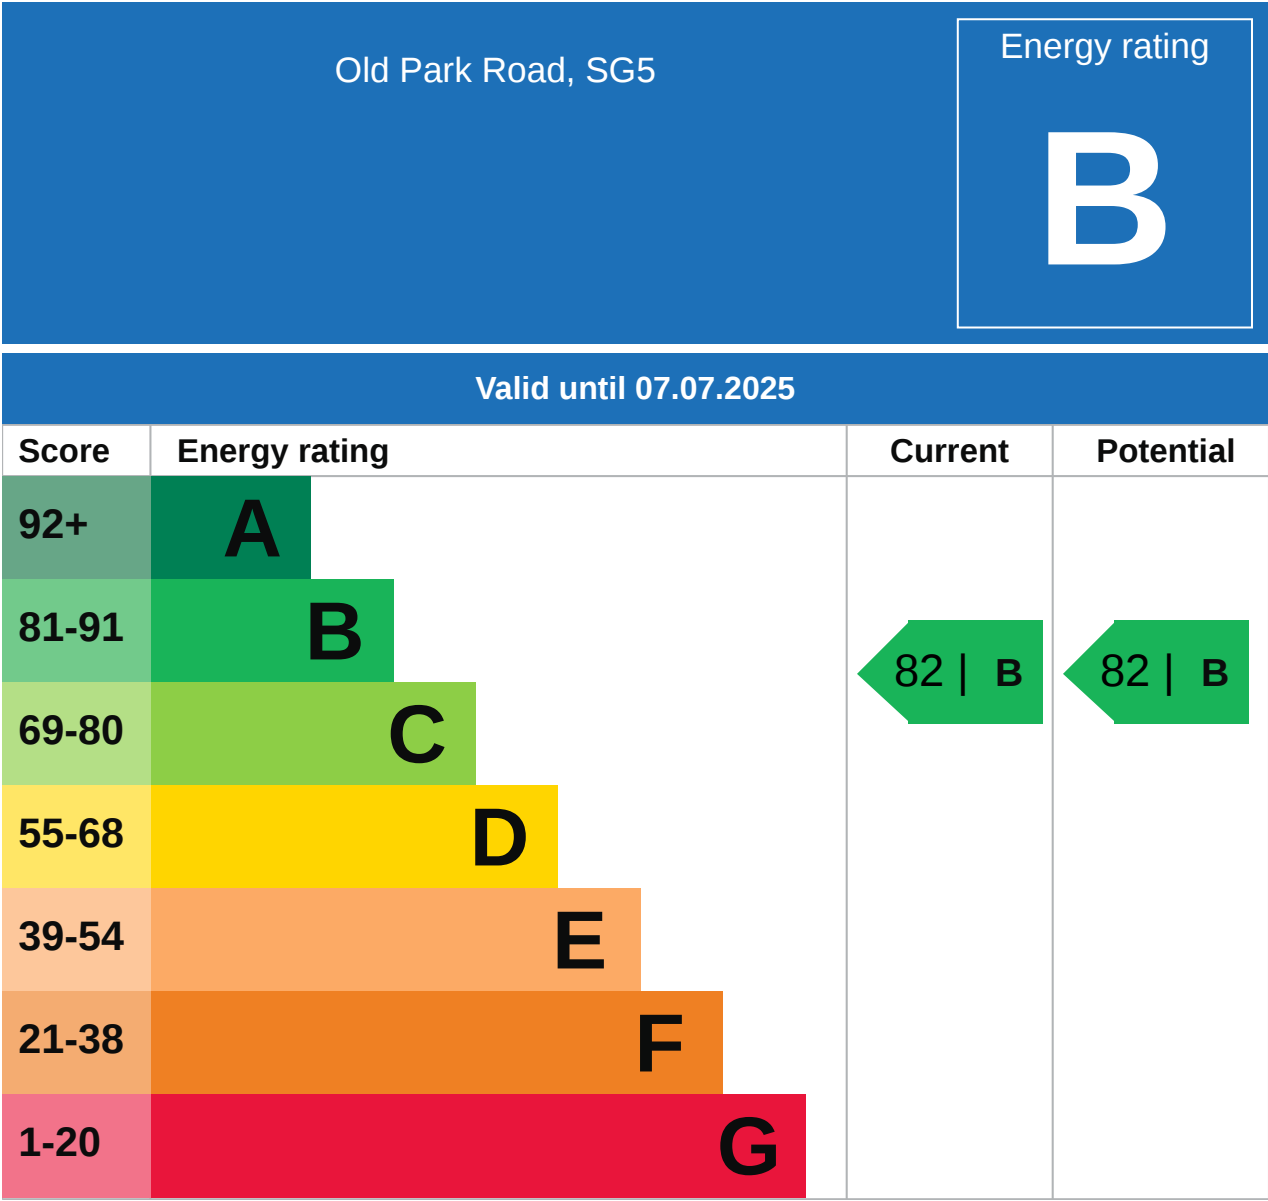 Old Park Road, SG5
Energy rating
B
Valid until 07.07.2025
Score Energy rating Current Potential
92+ A
81-91 B
82 | B 82 | B
69-80 C
55-68 D
39-54 E
21-38 F
1-20 G